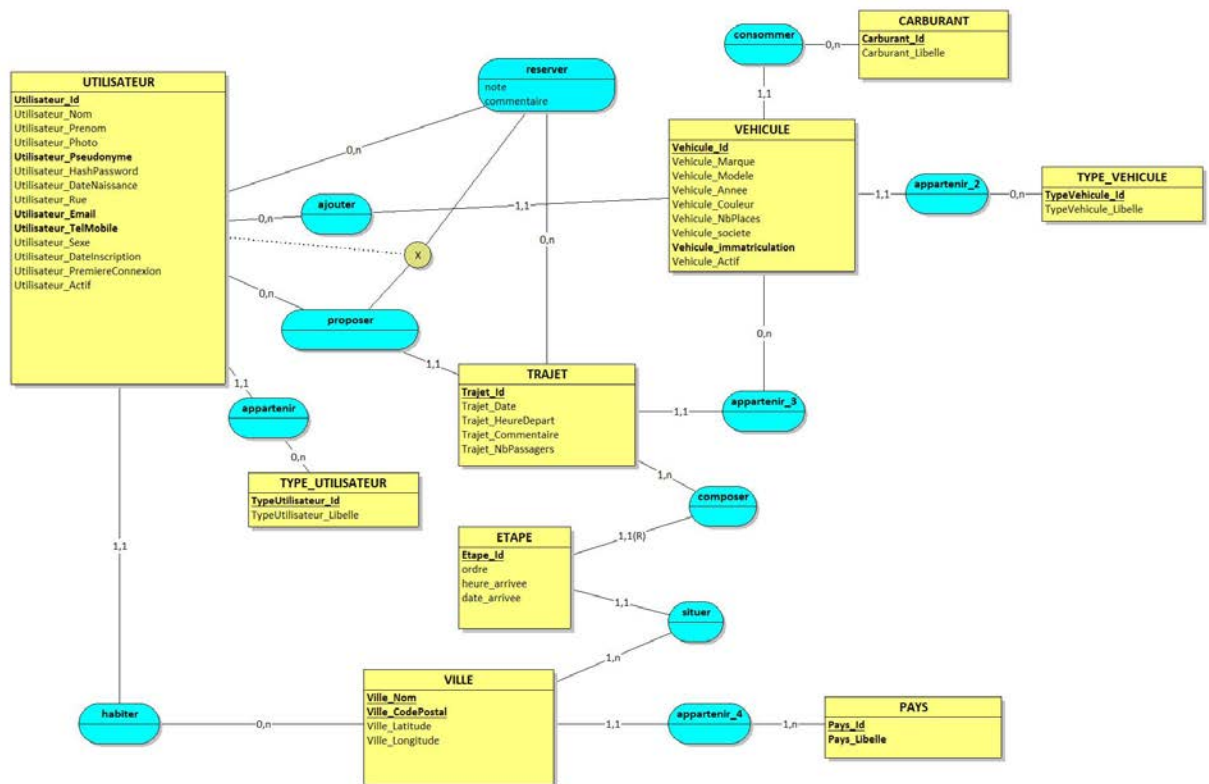 CARBURANT
Carburant_Id
Carburant_Libelle
consommer
0,n
1,1
UTILISATEUR
Utilisateur_Id
Utilisateur_Nom
Utilisateur_Prenom
Utilisateur_Photo
Utilisateur_Pseudonyme
Utilisateur_HashPassword
Utilisateur_DateNaissance
Utilisateur_Rue
Utilisateur_Email
Utilisateur_TelMobile
Utilisateur_Sexe
Utilisateur_DateInscription
Utilisateur_PremiereConnexion
Utilisateur_Actif
reserver
note
commentaire
0,n
0,n
VEHICULE
Vehicule_Id
Vehicule_Marque
Vehicule_Modele
Vehicule_Annee
Vehicule_Couleur
Vehicule_NbPlaces
Vehicule_societe
Vehicule_immatriculation
Vehicule_Actif
1,1
appartenir_2
0,n
TYPE_VEHICULE
TypeVehicule_Id
TypeVehicule_Libelle
0,n
ajouter
1,1
X
0,n
proposer
1,1
0,n
TRAJET
Trajet_Id
Trajet_Date
Trajet_HeureDepart
Trajet_Commentaire
Trajet_NbPassagers
1,1
appartenir_3
1,1
appartenir
0,n
TYPE_UTILISATEUR
TypeUtilisateur_Id
TypeUtilisateur_Libelle
1,n
composer
1,1(R)
ETAPE
Etape_Id
ordre
heure_arrivee
date_arrivee
1,1
1,1
situer
1,n
VILLE
Ville_Nom
Ville_CodePostal
Ville_Latitude
Ville_Longitude
habiter
0,n
1,1
appartenir_4
1,n
PAYS
Pays_Id
Pays_Libelle